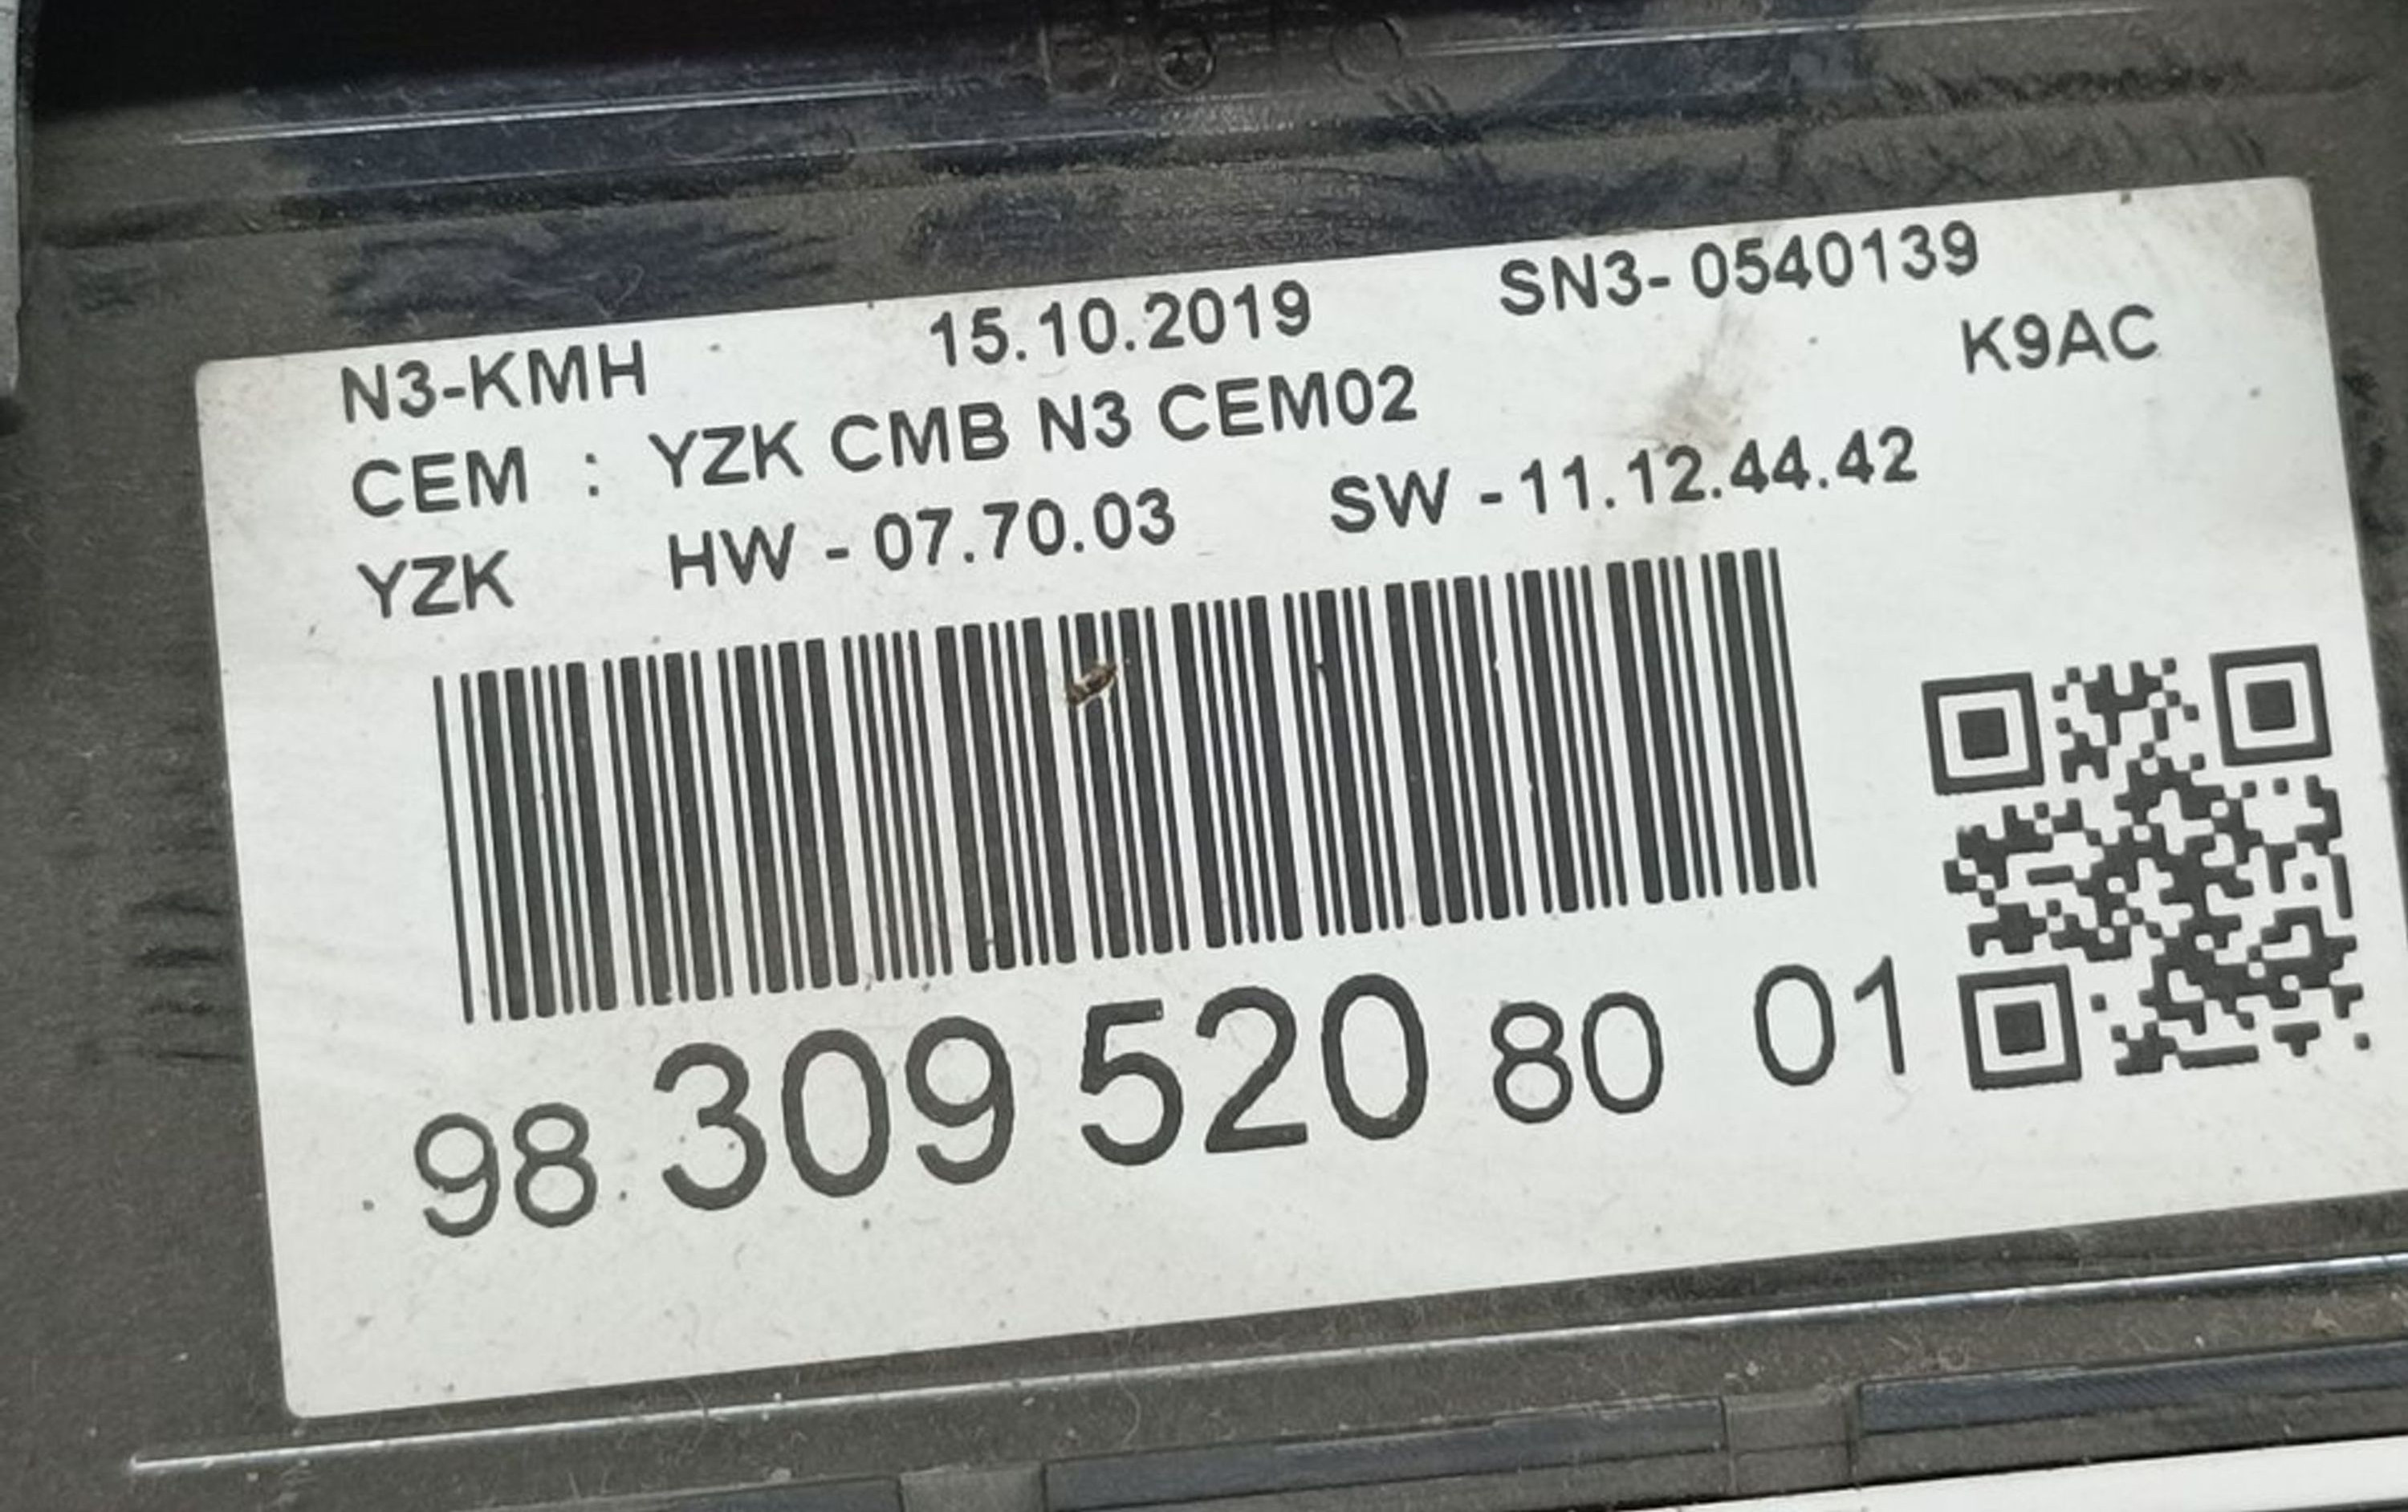 N3-KMH 15.10.2019 SN3- 0540139
CEM : YZK CMB N3 CEM02 K9AC
YZK HW - 07.70.03 SW -11.12.44.42
98 309 520 80 01